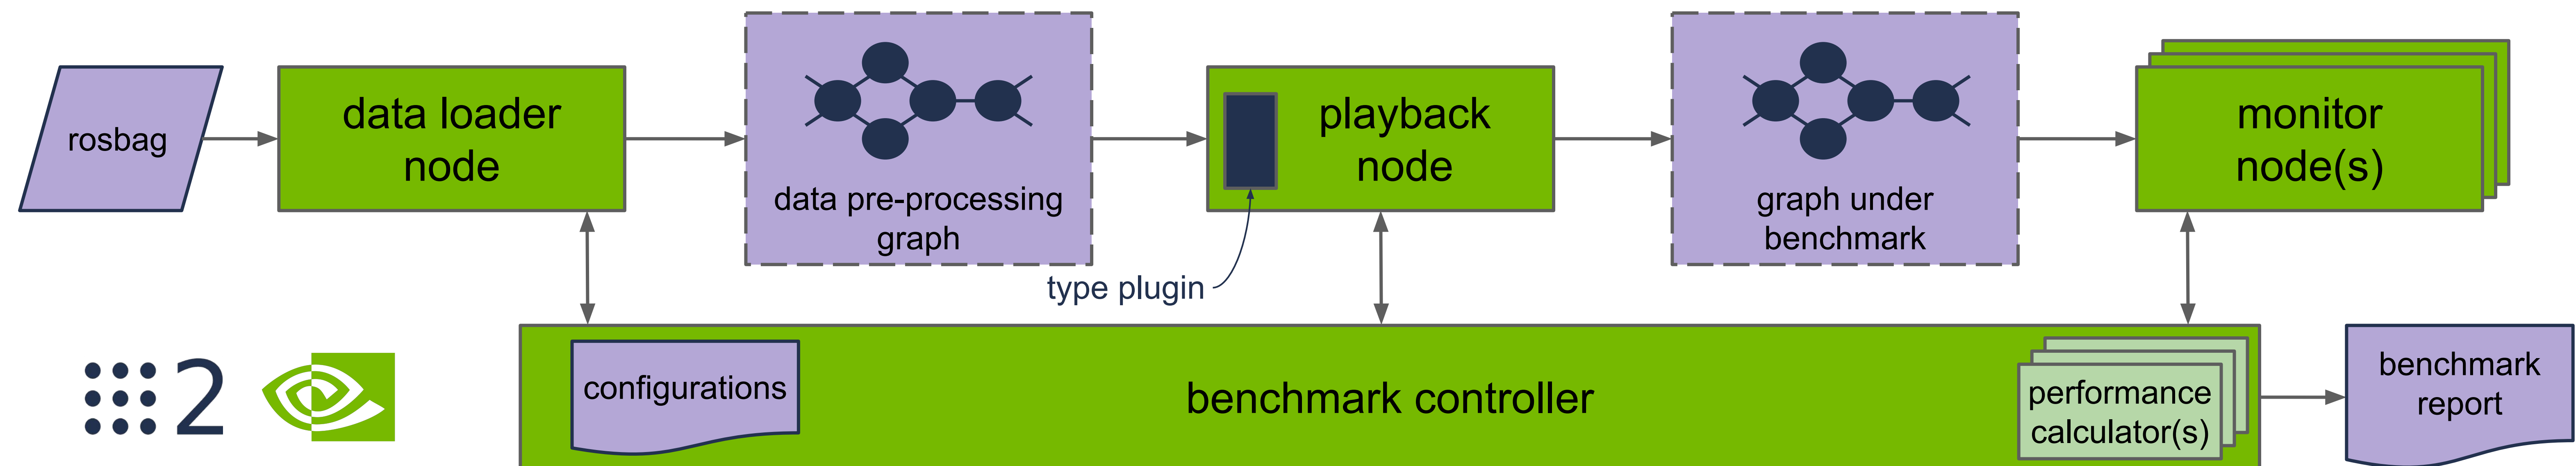 rosbag
data loader
node
data pre-processing
graph
type plugin
playback
node
graph under
benchmark
monitor
node(s)
2
configurations
benchmark controller
performance
calculator(s)
benchmark
report